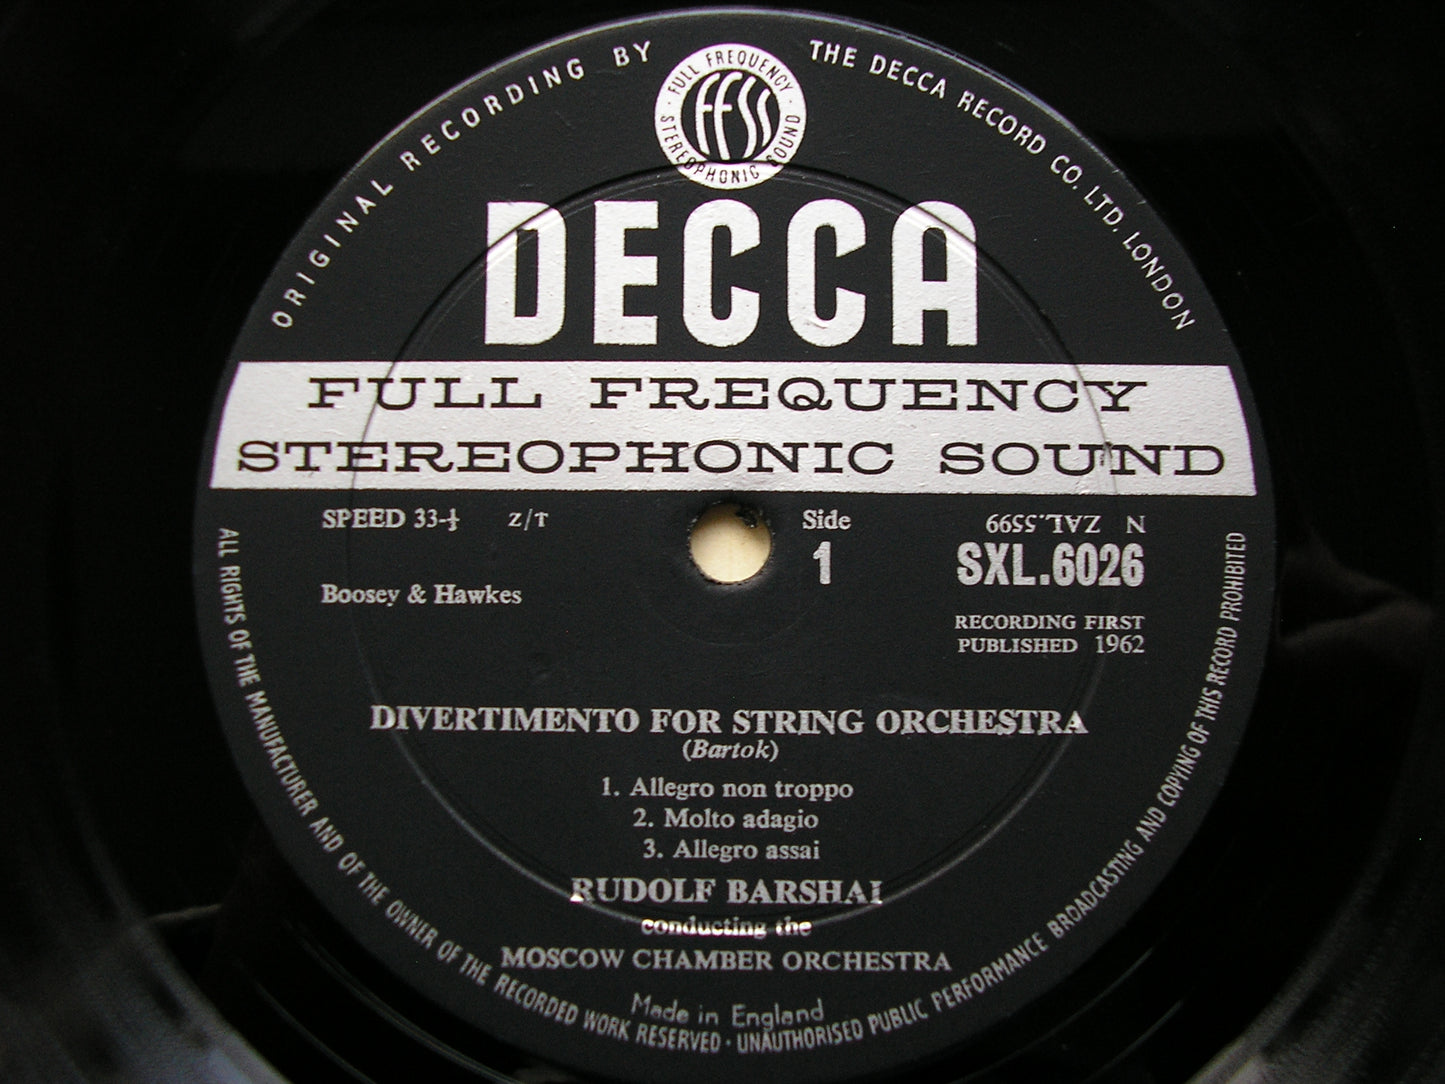 ORIGINAL RECORDING BY
THE DECCA RECORD CO. LTD. LONDON
FULL FREQUENCY
ffss
STEREOPHONIC SOUND
DECCA
FULL FREQUENCY
STEREOPHONIC SOUND
SPEED 33-⅓ Z/T
Side
1
N ZAL.5599
SXL.6026
Boosey & Hawkes
RECORDING FIRST
PUBLISHED 1962
DIVERTIMENTO FOR STRING ORCHESTRA
(Bartok)
1. Allegro non troppo
2. Molto adagio
3. Allegro assai
RUDOLF BARSHAI
conducting the
MOSCOW CHAMBER ORCHESTRA
Made in England
ALL RIGHTS OF THE MANUFACTURER AND OF THE OWNER OF THE RECORDED WORK RESERVED · UNAUTHORISED PUBLIC PERFORMANCE BROADCASTING AND COPYING OF THIS RECORD PROHIBITED